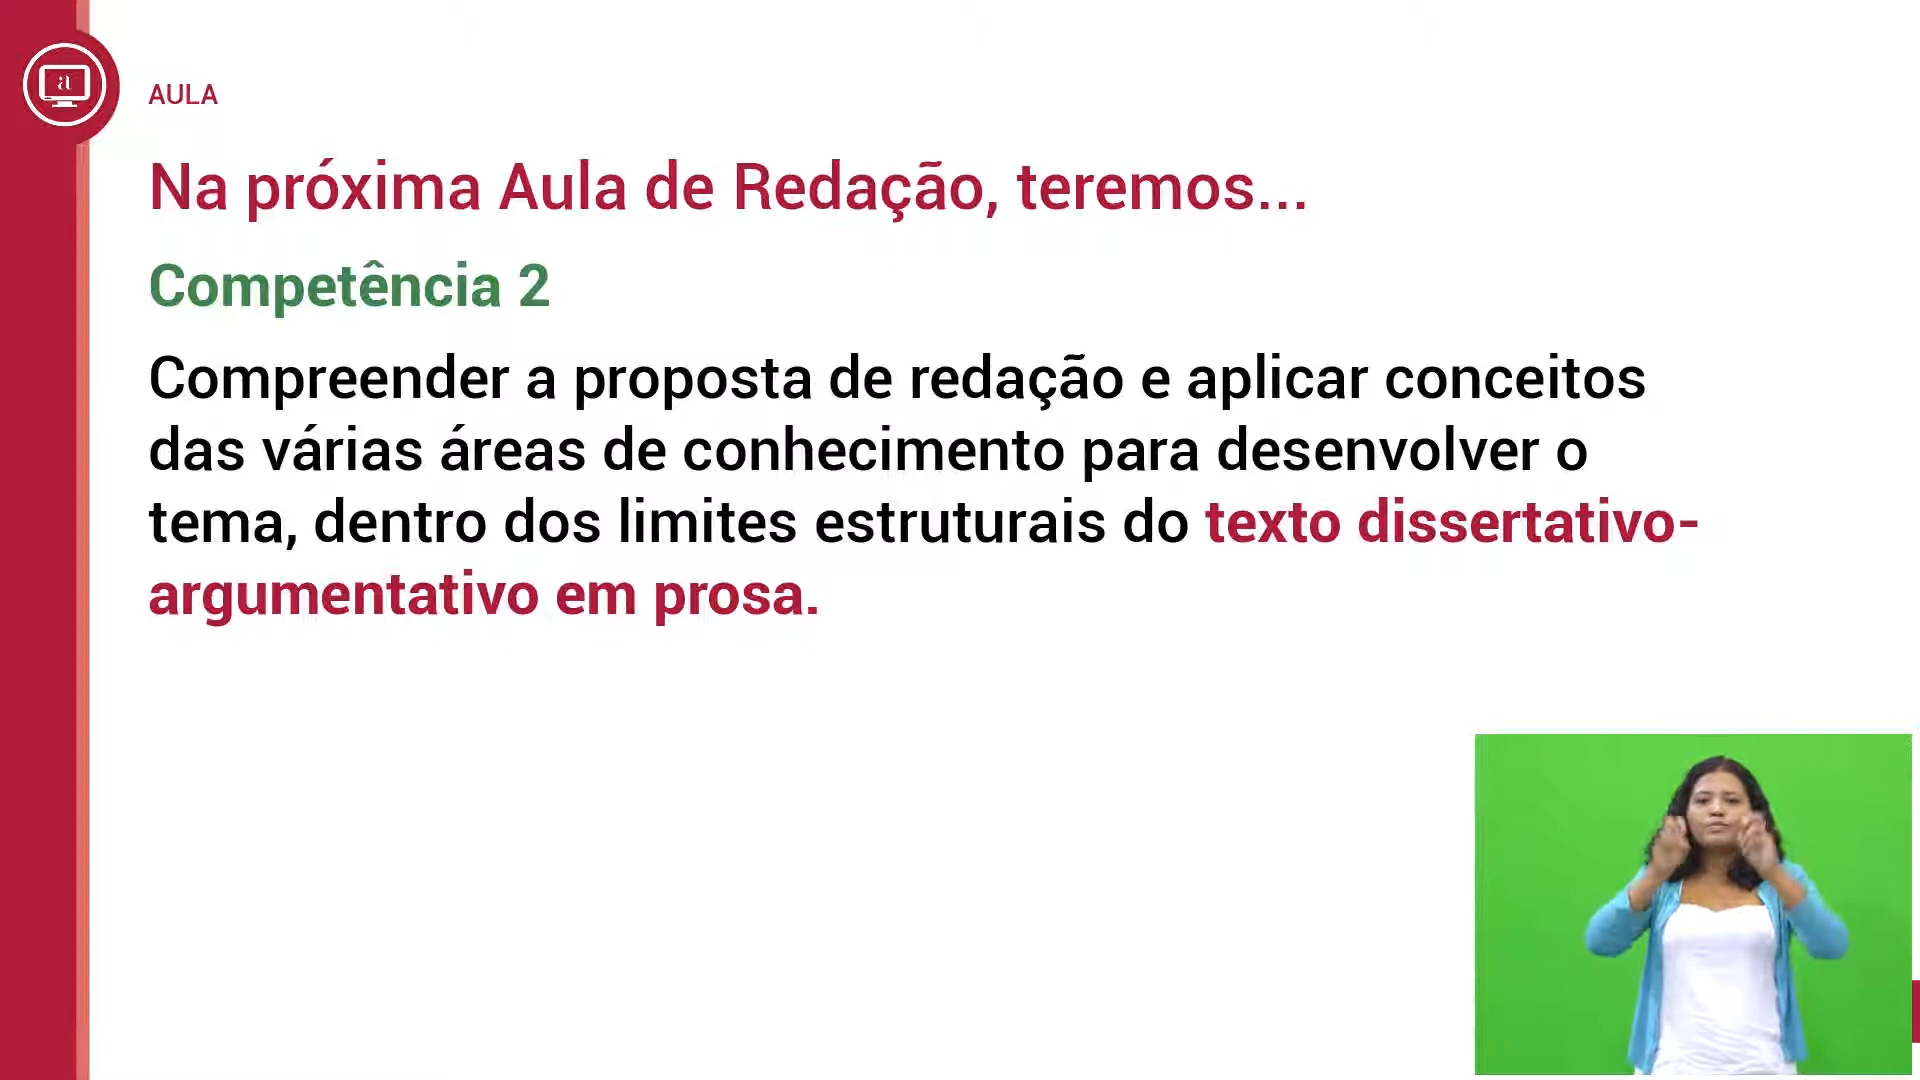 a
AULA
Na próxima Aula de Redação, teremos...
Competência 2
Compreender a proposta de redação e aplicar conceitos
das várias áreas de conhecimento para desenvolver o
tema, dentro dos limites estruturais do texto dissertativo-
argumentativo em prosa.